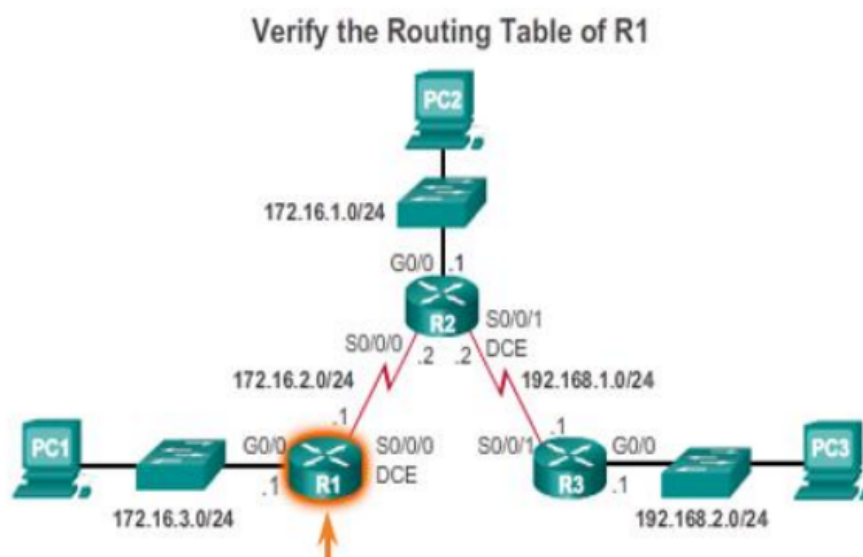 Verify the Routing Table of R1
PC2
172.16.1.0/24
G0/0 .1
R2
S0/0/1
S0/0/0 .2 .2 DCE
172.16.2.0/24 192.168.1.0/24
.1 .1
PC1 G0/0 S0/0/0 S0/0/1 G0/0 PC3
.1 R1 DCE R3 .1
172.16.3.0/24 192.168.2.0/24